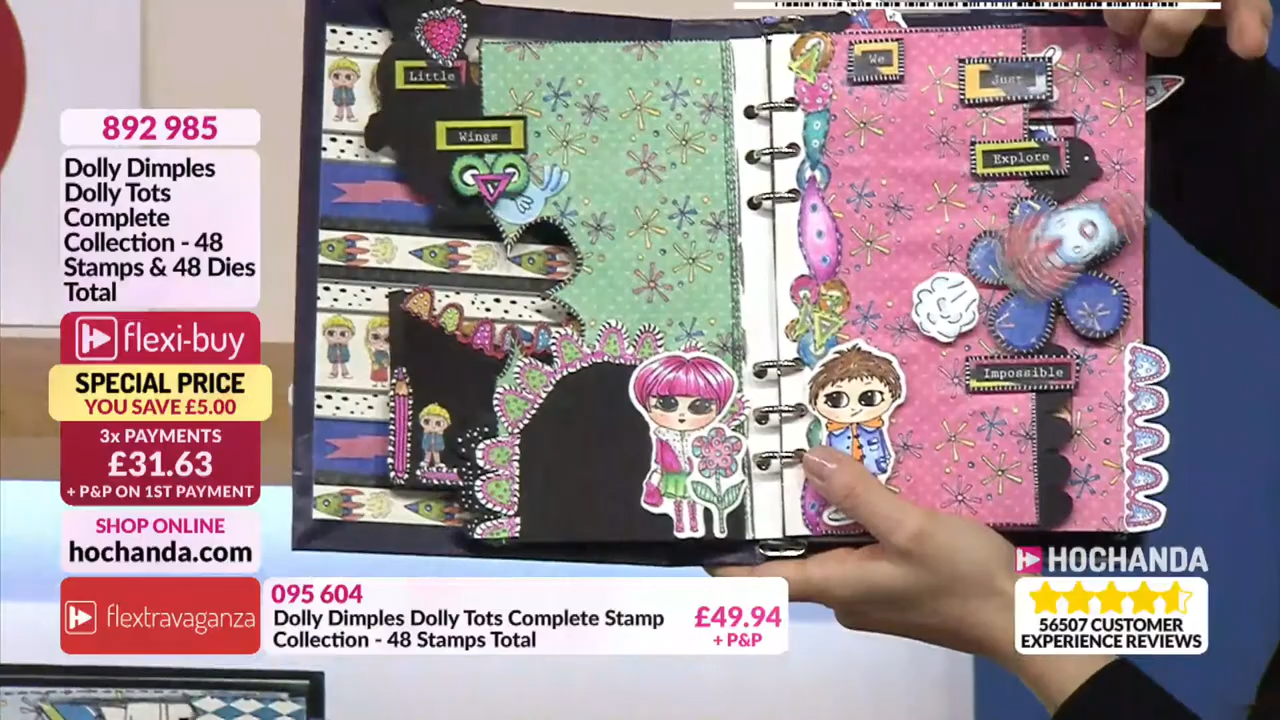 892 985
Dolly Dimples
Dolly Tots
Complete
Collection - 48
Stamps & 48 Dies
Total
flexi-buy
SPECIAL PRICE
YOU SAVE £5.00
3x PAYMENTS
£31.63
+ P&P ON 1ST PAYMENT
SHOP ONLINE
hochanda.com
flextravaganza
095 604
Dolly Dimples Dolly Tots Complete Stamp
Collection - 48 Stamps Total
£49.94
+ P&P
Little
Wings
We
Just
Explore
Impossible
HOCHANDA
56507 CUSTOMER
EXPERIENCE REVIEWS